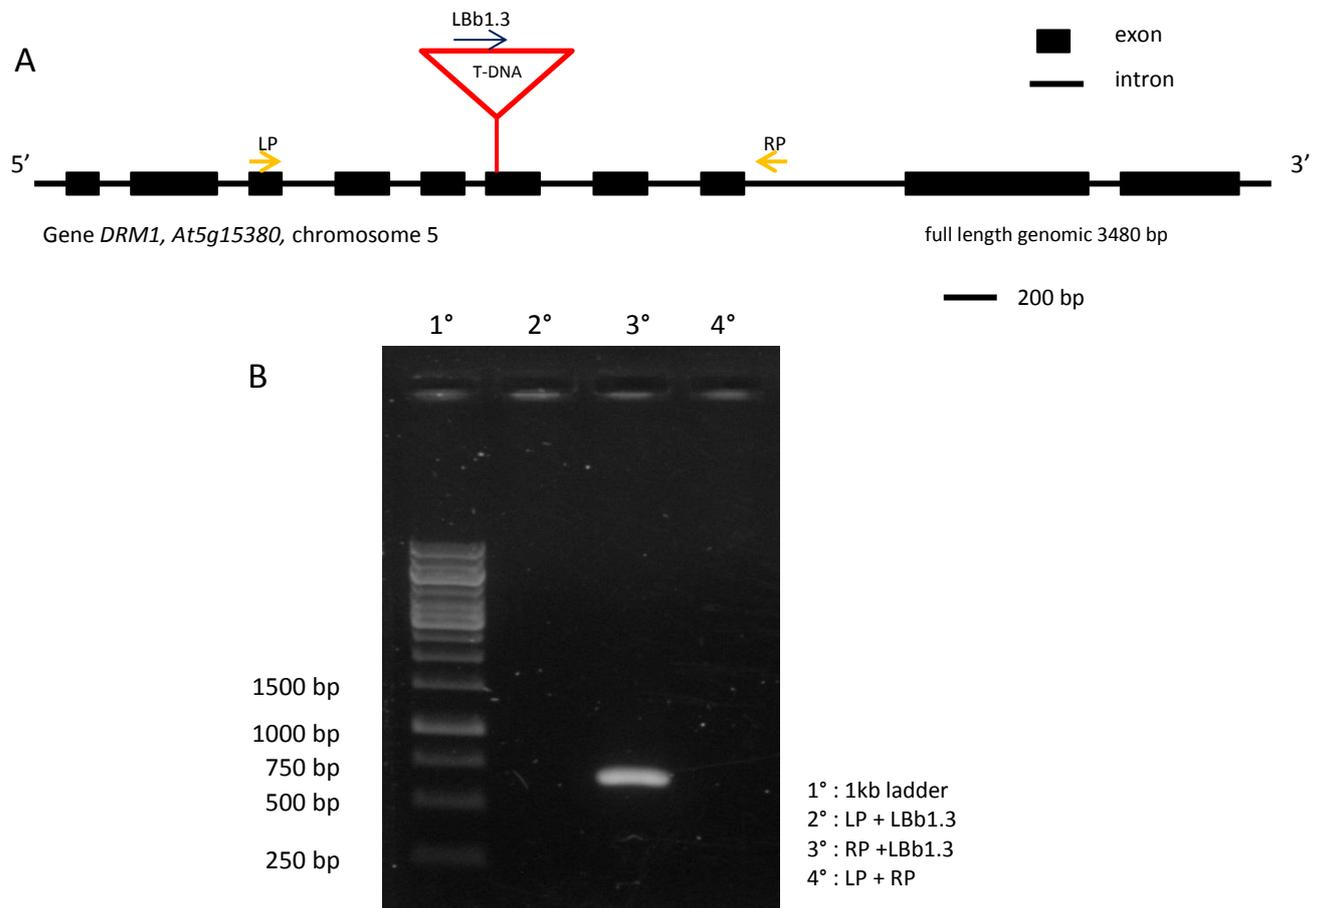 LBb1.3
A
T-DNA
exon
intron
LP
RP
5’
3’
Gene DRM1, At5g15380, chromosome 5
full length genomic 3480 bp
200 bp
B
1° 2° 3° 4°
1500 bp
1000 bp
750 bp
500 bp
250 bp
1° : 1kb ladder
2° : LP + LBb1.3
3° : RP +LBb1.3
4° : LP + RP